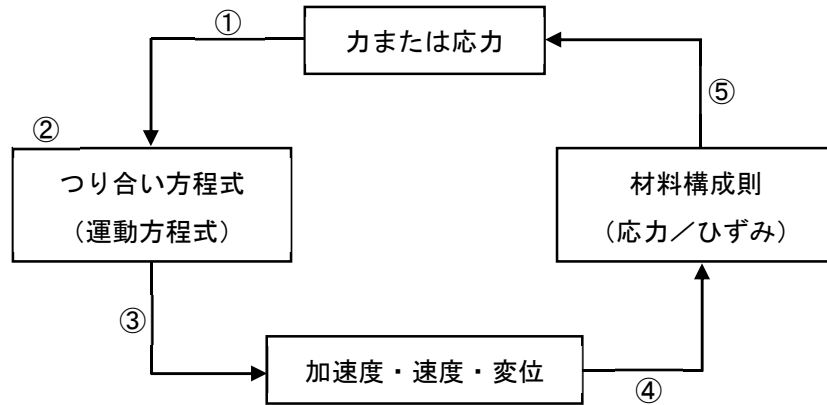 ①
力または応力
⑤
②
つり合い方程式
（運動方程式）
材料構成則
（応力／ひずみ）
③
加速度・速度・変位
④